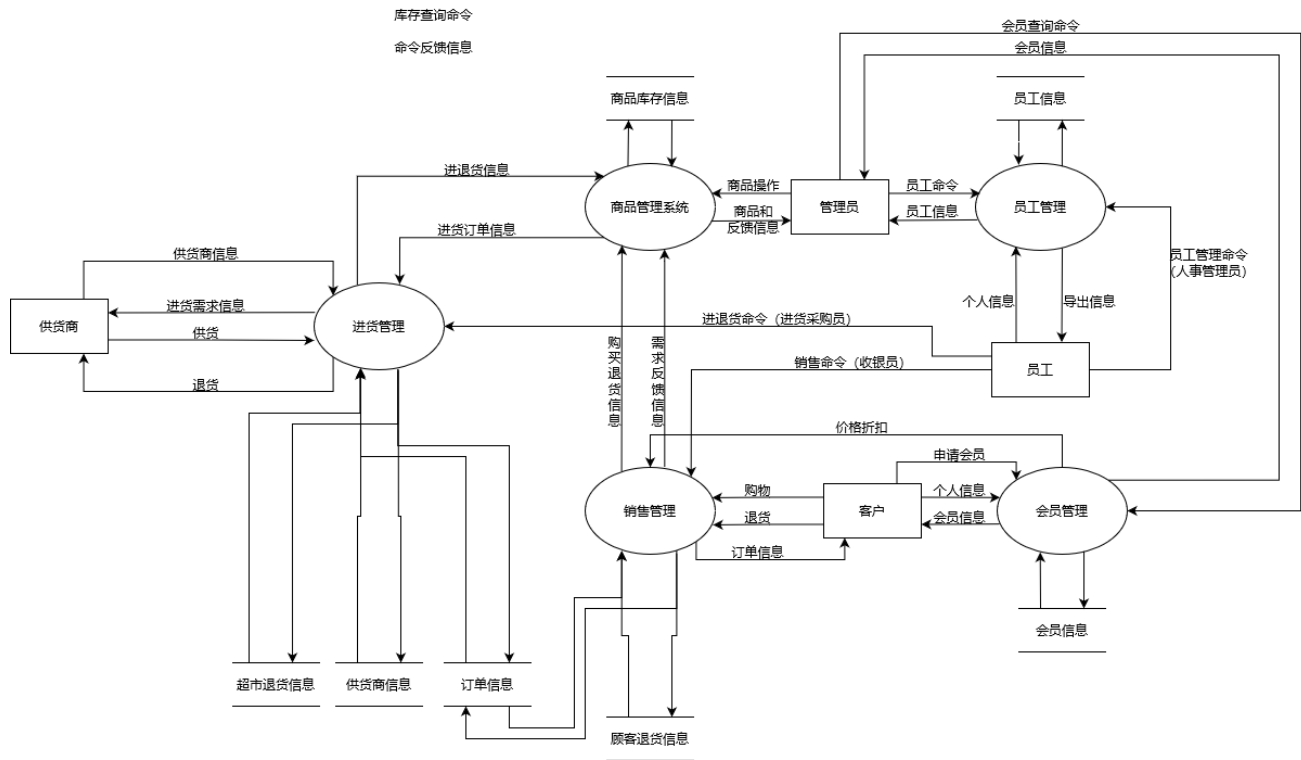 库存查询命令
命令反馈信息
会员查询命令
会员信息
商品库存信息
员工信息
进退货信息
商品管理系统
商品操作
商品和
反馈信息
管理员
员工命令
员工信息
员工管理
进货订单信息
供货商信息
员工管理命令
（人事管理员）
进货需求信息
个人信息
导出信息
供货商
供货
进货管理
进退货命令（进货采购员）
购买退货信息
需求反馈信息
销售命令（收银员）
员工
退货
价格折扣
申请会员
购物
个人信息
销售管理
退货
客户
会员信息
会员管理
订单信息
会员信息
超市退货信息
供货商信息
订单信息
顾客退货信息